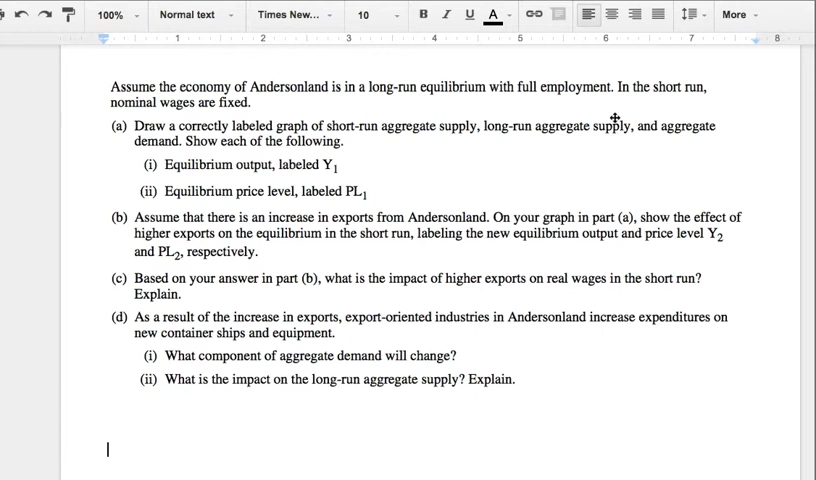 100% Normal text Times New... 10 B I U A More
1 2 3 4 5 6 7 8
Assume the economy of Andersonland is in a long-run equilibrium with full employment. In the short run,
nominal wages are fixed.
(a) Draw a correctly labeled graph of short-run aggregate supply, long-run aggregate supply, and aggregate
demand. Show each of the following.
(i) Equilibrium output, labeled Y1
(ii) Equilibrium price level, labeled PL1
(b) Assume that there is an increase in exports from Andersonland. On your graph in part (a), show the effect of
higher exports on the equilibrium in the short run, labeling the new equilibrium output and price level Y2
and PL2, respectively.
(c) Based on your answer in part (b), what is the impact of higher exports on real wages in the short run?
Explain.
(d) As a result of the increase in exports, export-oriented industries in Andersonland increase expenditures on
new container ships and equipment.
(i) What component of aggregate demand will change?
(ii) What is the impact on the long-run aggregate supply? Explain.